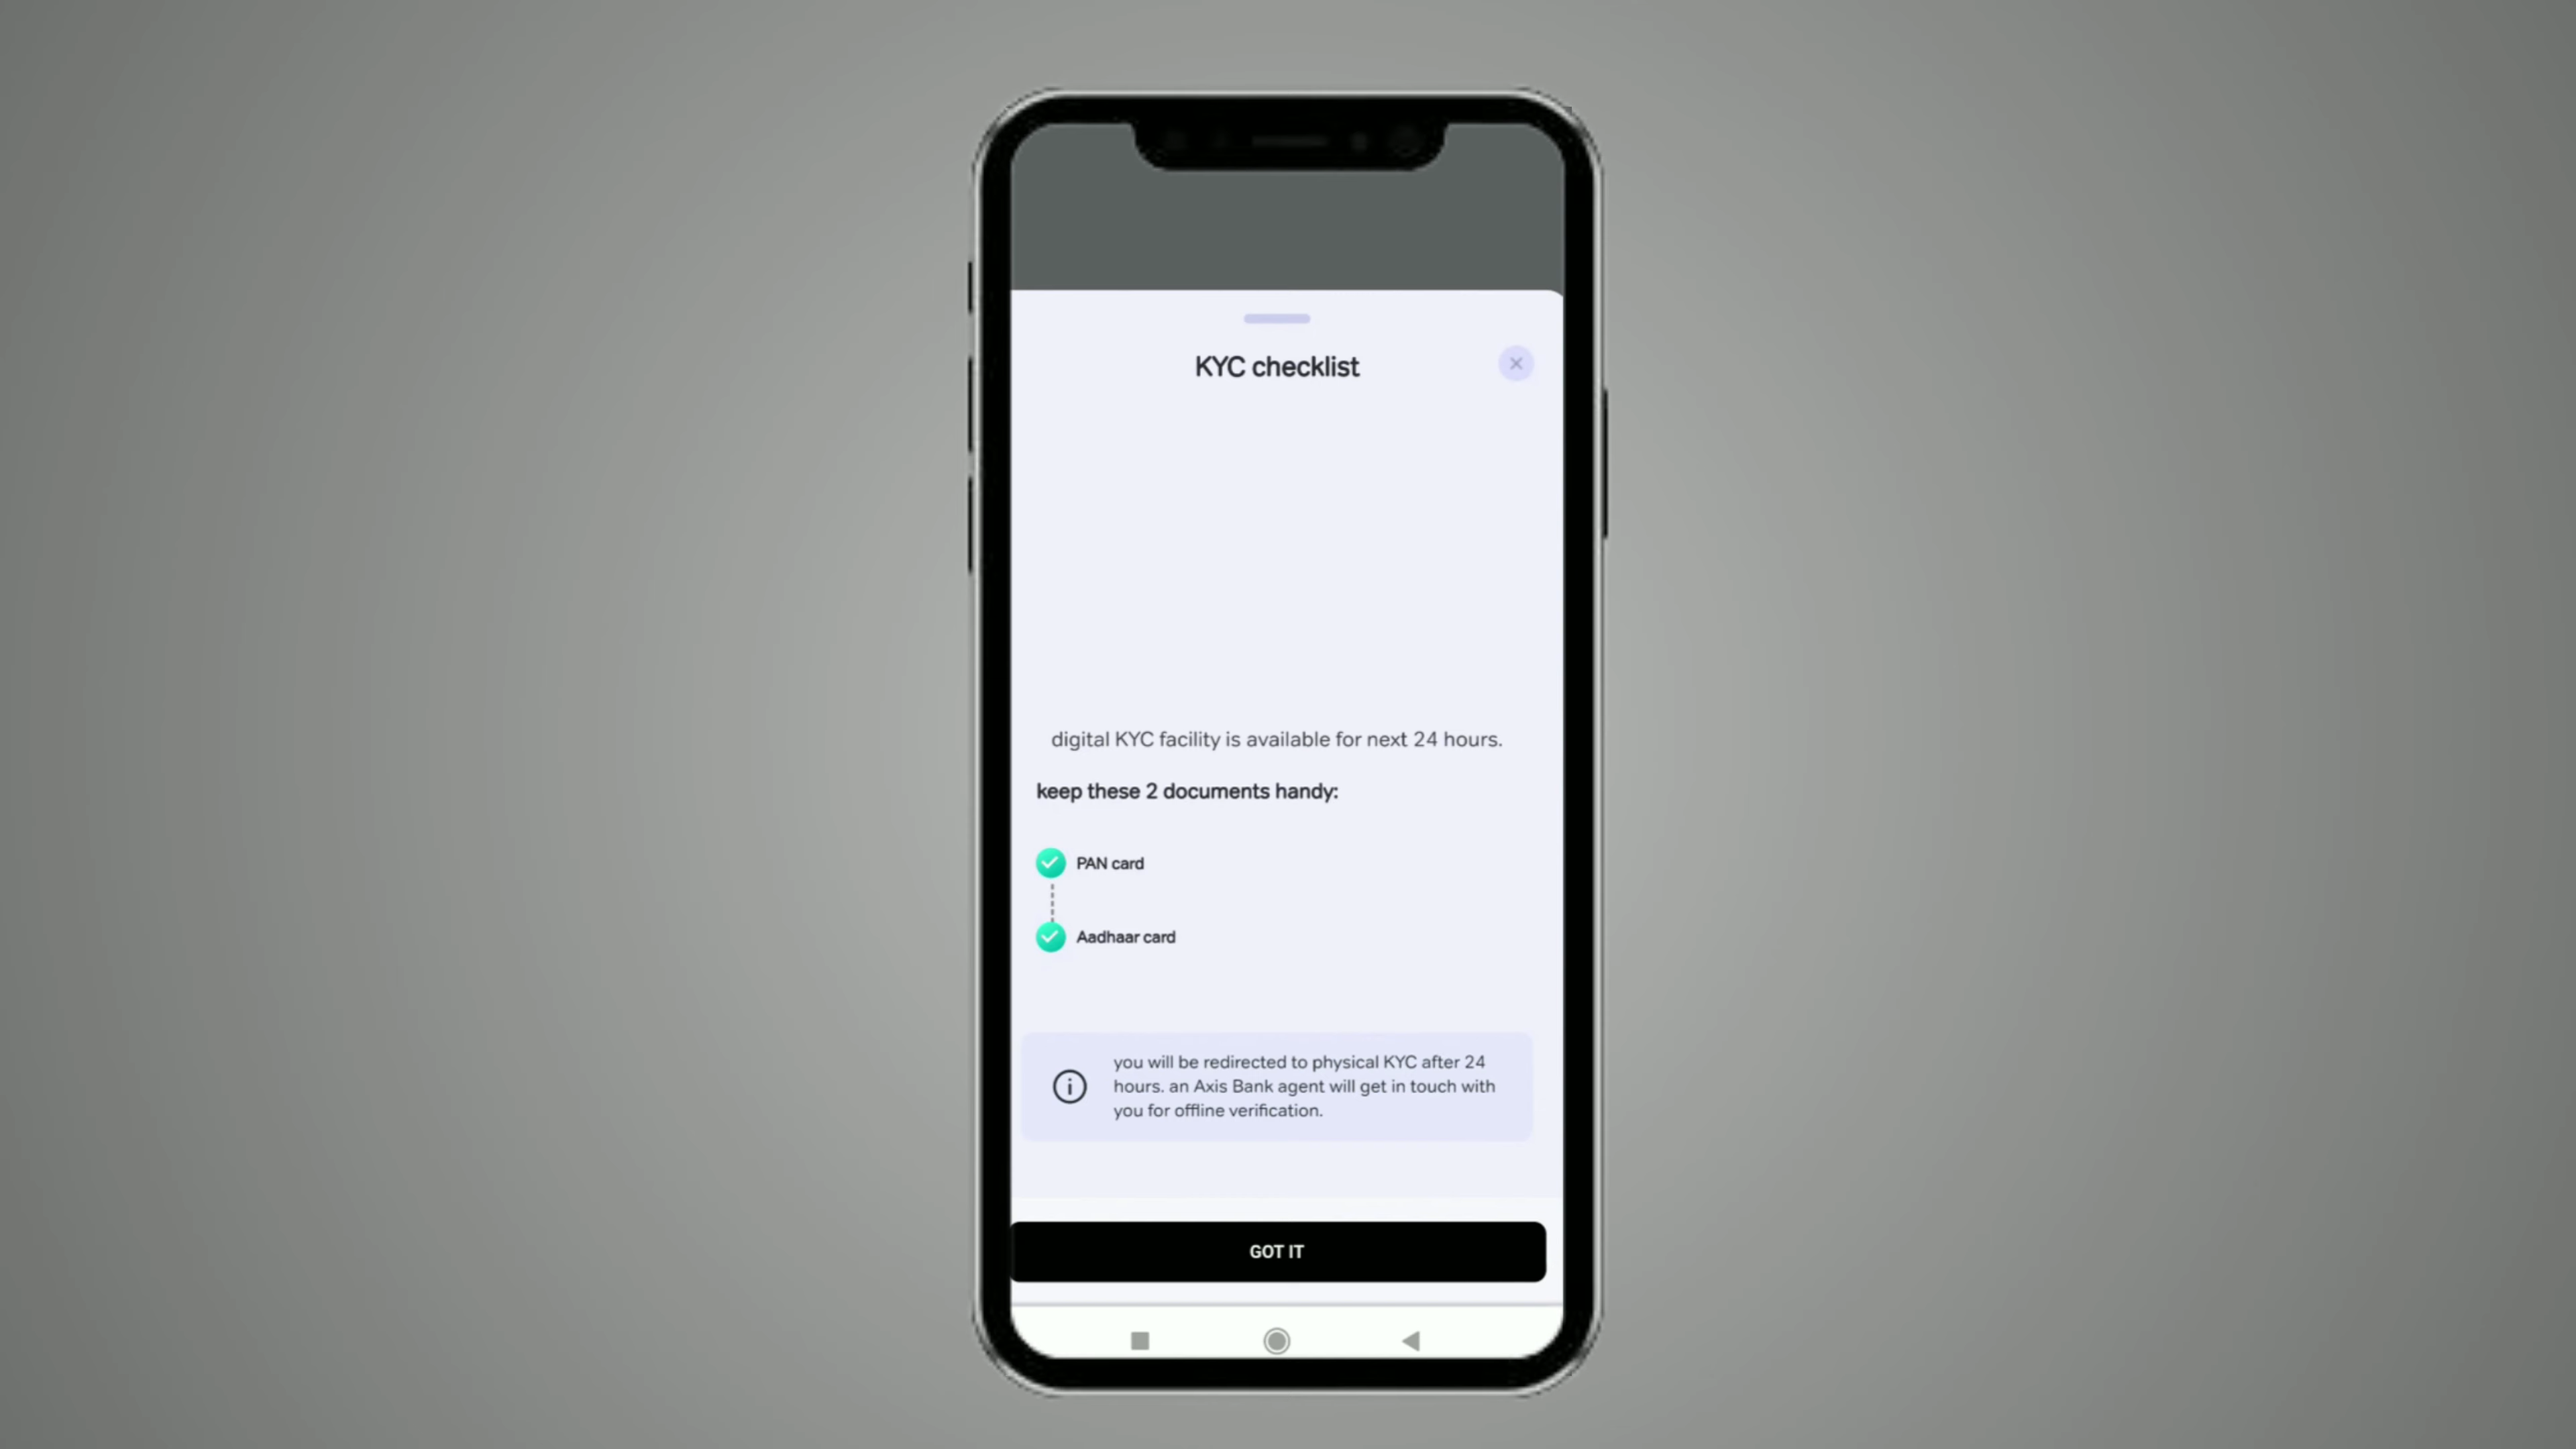 KYC checklist
digital KYC facility is available for next 24 hours.
keep these 2 documents handy:
PAN card
Aadhaar card
you will be redirected to physical KYC after 24
hours. an Axis Bank agent will get in touch with
you for offline verification.
GOT IT